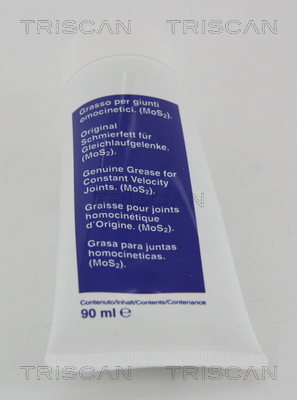 TRISCAN® TRISCAN®
Grasso per giunti
omocinetici. (MoS₂).
Original
Schmierfett für
Gleichlaufgelenke.
(MoS₂).
Genuine Grease for
Constant Velocity
Joints. (MoS₂).
Graisse pour joints
homocinétique
d'Origine. (MoS₂).
Grasa para juntas
homocineticas.
(MoS₂).
Contenuto/Inhalt/Contents/Contenance
90 ml ℮
TRISCAN® TRISCAN®